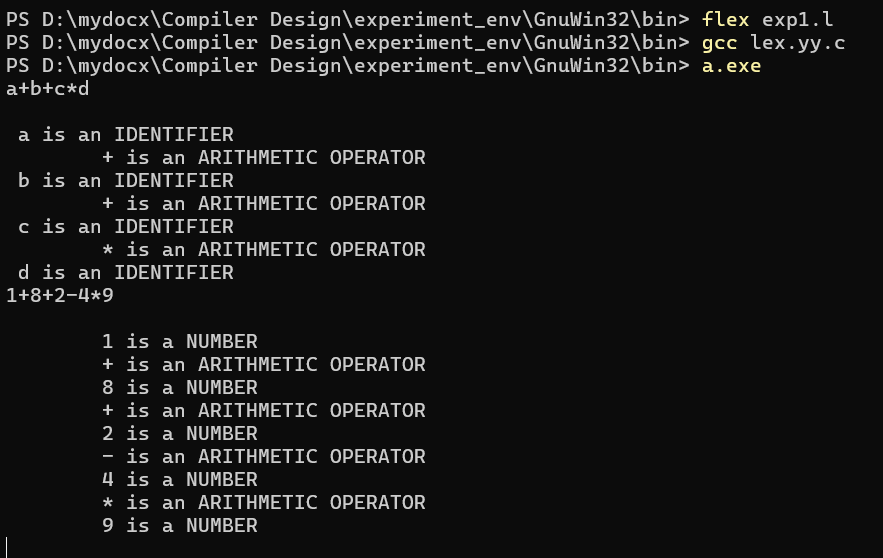 PS D:\mydocx\Compiler Design\experiment_env\GnuWin32\bin> flex exp1.l
PS D:\mydocx\Compiler Design\experiment_env\GnuWin32\bin> gcc lex.yy.c
PS D:\mydocx\Compiler Design\experiment_env\GnuWin32\bin> a.exe
a+b+c*d
a is an IDENTIFIER
+ is an ARITHMETIC OPERATOR
b is an IDENTIFIER
+ is an ARITHMETIC OPERATOR
c is an IDENTIFIER
* is an ARITHMETIC OPERATOR
d is an IDENTIFIER
1+8+2-4*9
1 is a NUMBER
+ is an ARITHMETIC OPERATOR
8 is a NUMBER
+ is an ARITHMETIC OPERATOR
2 is a NUMBER
- is an ARITHMETIC OPERATOR
4 is a NUMBER
* is an ARITHMETIC OPERATOR
9 is a NUMBER